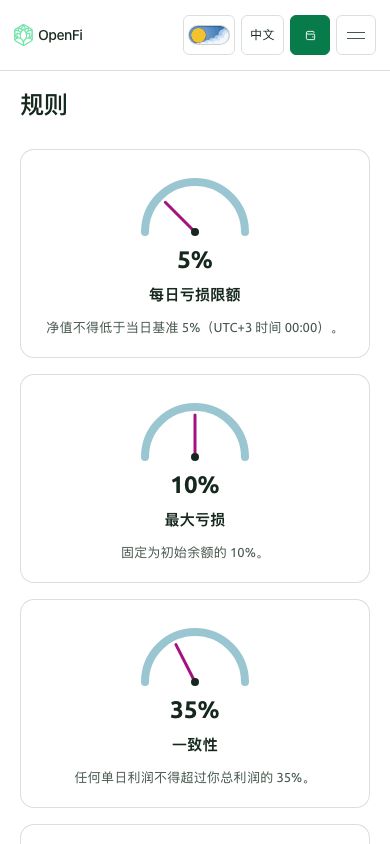 OpenFi
中文
规则
5%
每日亏损限额
净值不得低于当日基准 5%（UTC+3 时间 00:00）。
10%
最大亏损
固定为初始余额的 10%。
35%
一致性
任何单日利润不得超过你总利润的 35%。